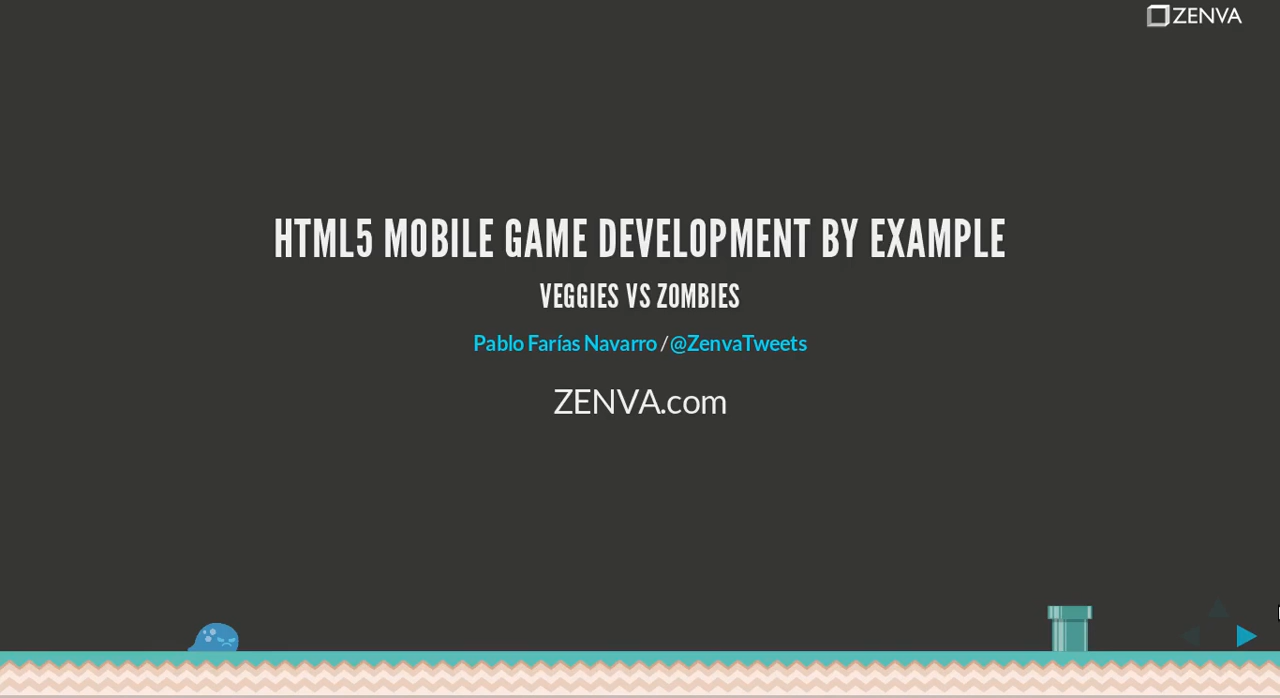 ZENVA
HTML5 MOBILE GAME DEVELOPMENT BY EXAMPLE
VEGGIES VS ZOMBIES
Pablo Farías Navarro / @ZenvaTweets
ZENVA.com